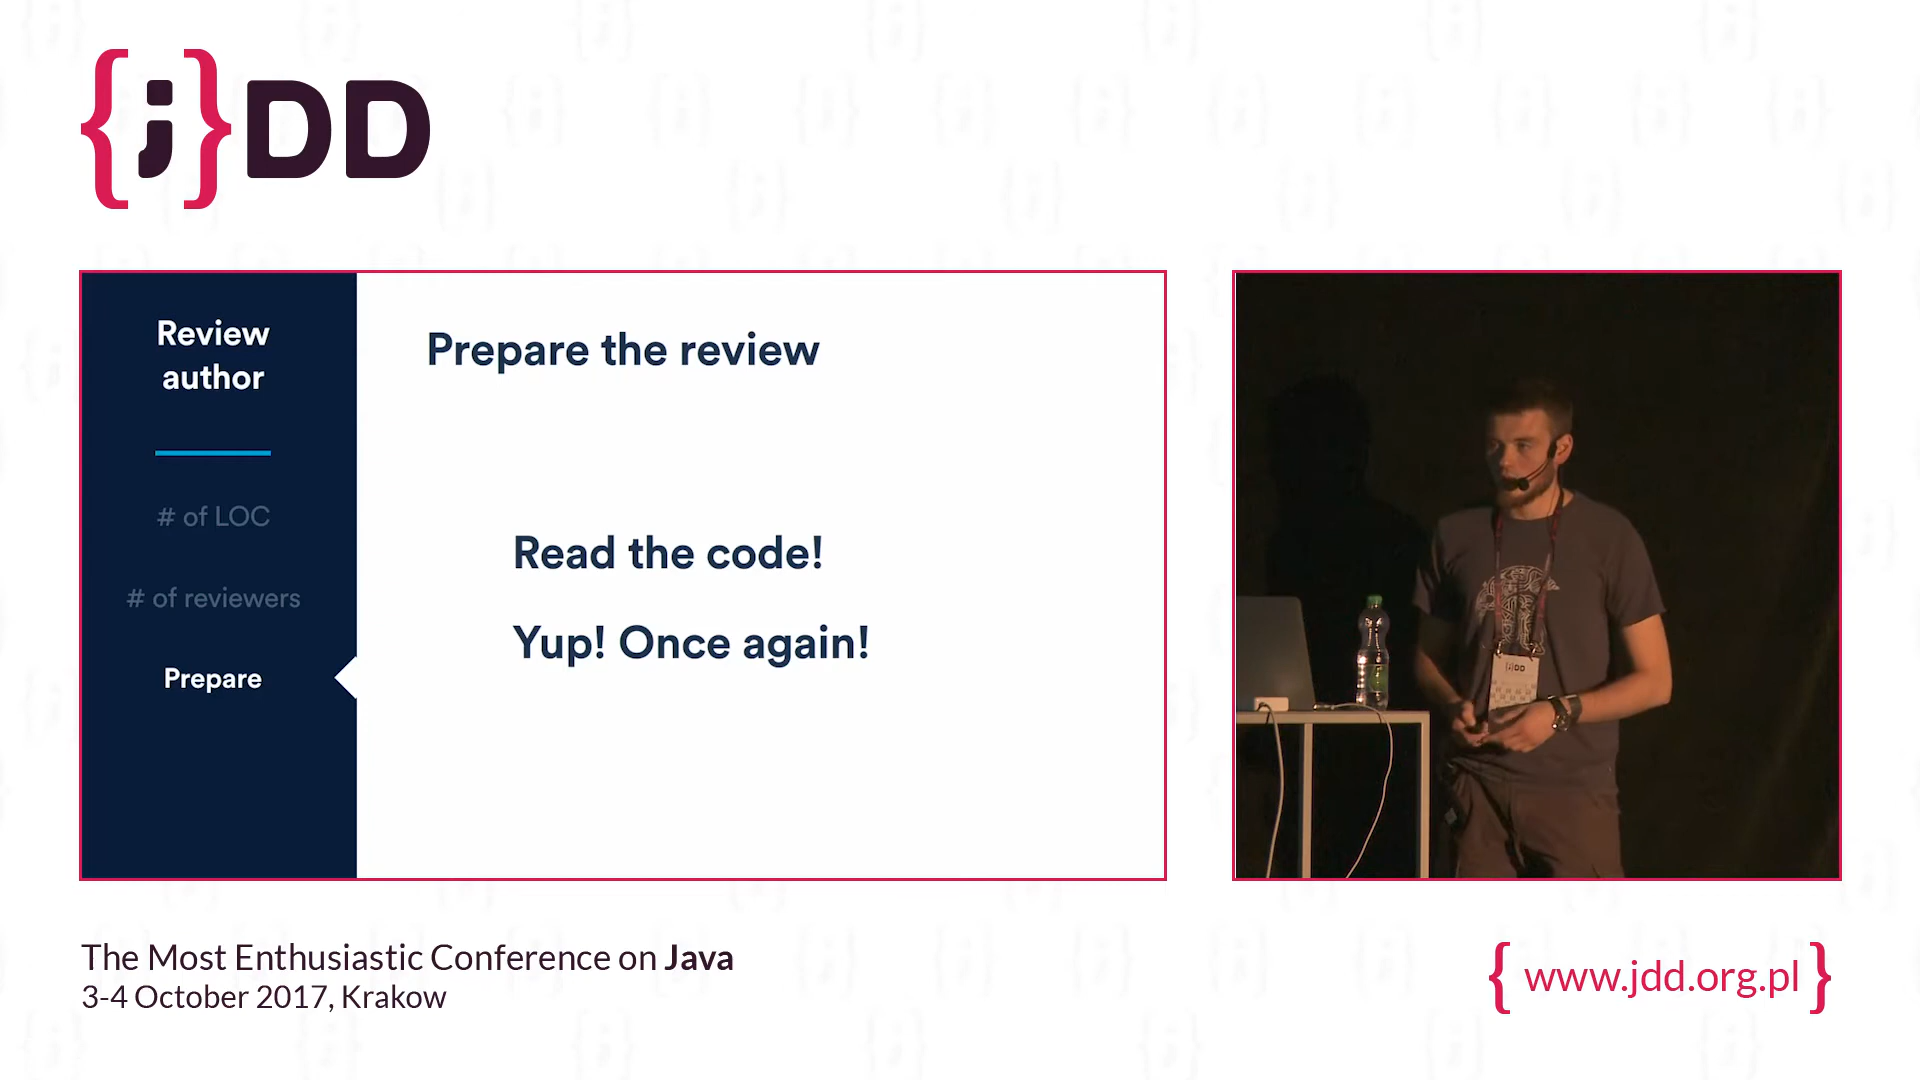 {;}DD
Review
author
# of LOC
# of reviewers
Prepare
Prepare the review
Read the code!
Yup! Once again!
{j}DD
The Most Enthusiastic Conference on Java
3-4 October 2017, Krakow
{ www.jdd.org.pl }